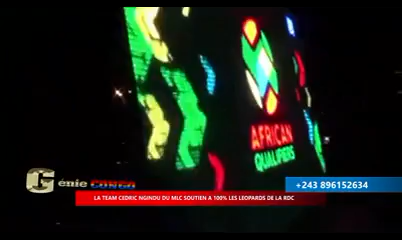 AFRICAN
QUALIFIERS
Génie CONGO
+243 896152634
LA TEAM CEDRIC NGINDU DU MLC SOUTIEN A 100% LES LEOPARDS DE LA RDC